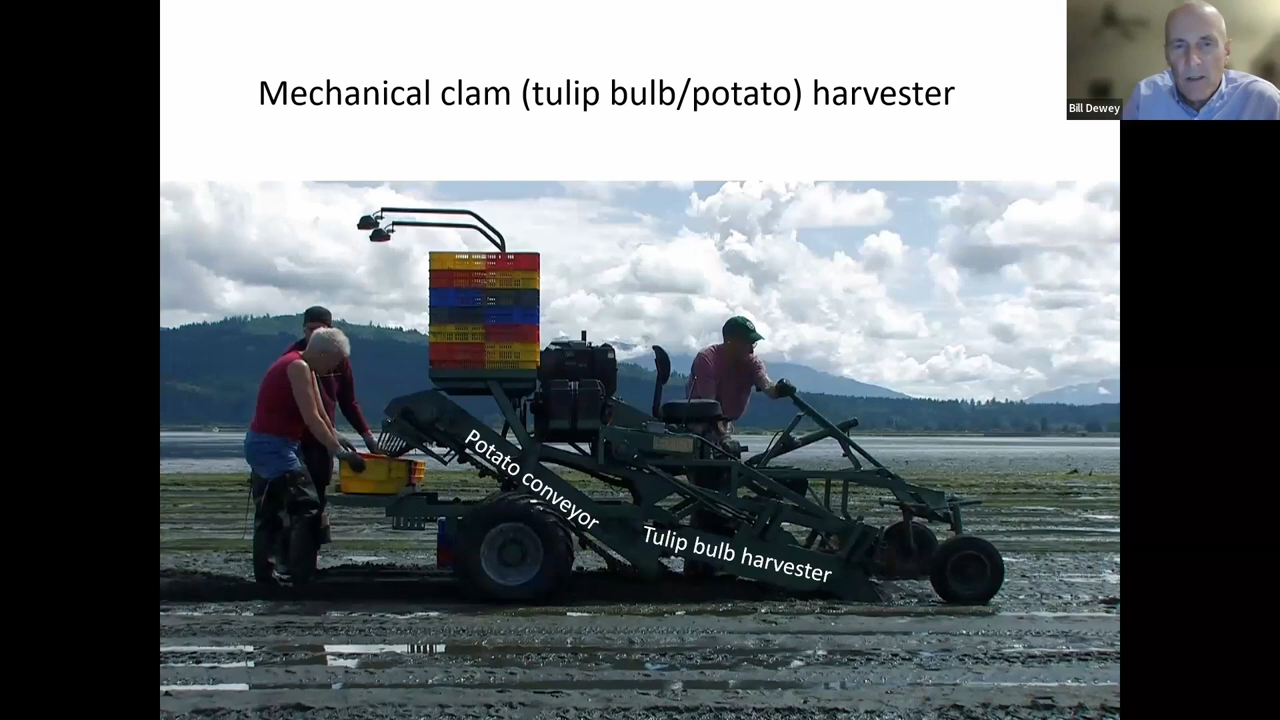 Mechanical clam (tulip bulb/potato) harvester
Bill Dewey
Potato conveyor
Tulip bulb harvester